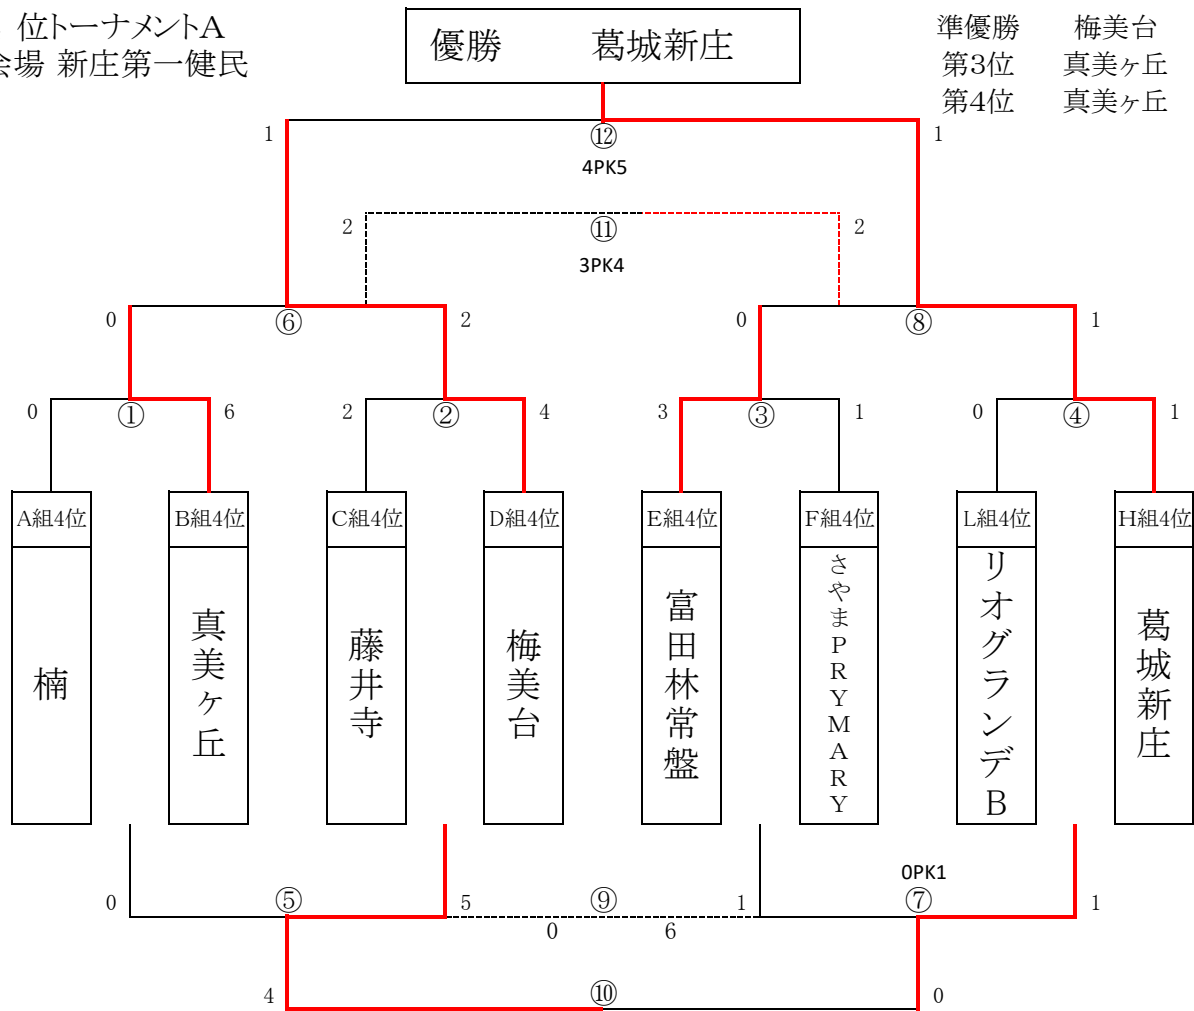 位トーナメントA
会場 新庄第一健民
優勝 葛城新庄
準優勝 梅美台
第3位 真美ヶ丘
第4位 真美ヶ丘
1 ⑫ 1
4PK5
2 ⑪ 2
3PK4
0 ⑥ 2 0 ⑧ 1
0 ① 6 2 ② 4 3 ③ 1 0 ④ 1
A組4位 B組4位 C組4位 D組4位 E組4位 F組4位 L組4位 H組4位
楠
真美ヶ丘
藤井寺
梅美台
富田林常盤
さやまPRYMARY
リオグランデB
葛城新庄
0PK1
0 ⑤ 5 ⑨ 1 ⑦ 1
0 6
4 ⑩ 0